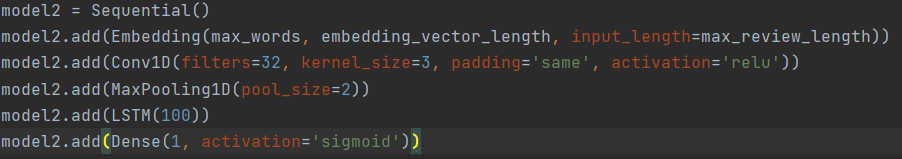 model2 = Sequential()
model2.add(Embedding(max_words, embedding_vector_length, input_length=max_review_length))
model2.add(Conv1D(filters=32, kernel_size=3, padding='same', activation='relu'))
model2.add(MaxPooling1D(pool_size=2))
model2.add(LSTM(100))
model2.add(Dense(1, activation='sigmoid'))